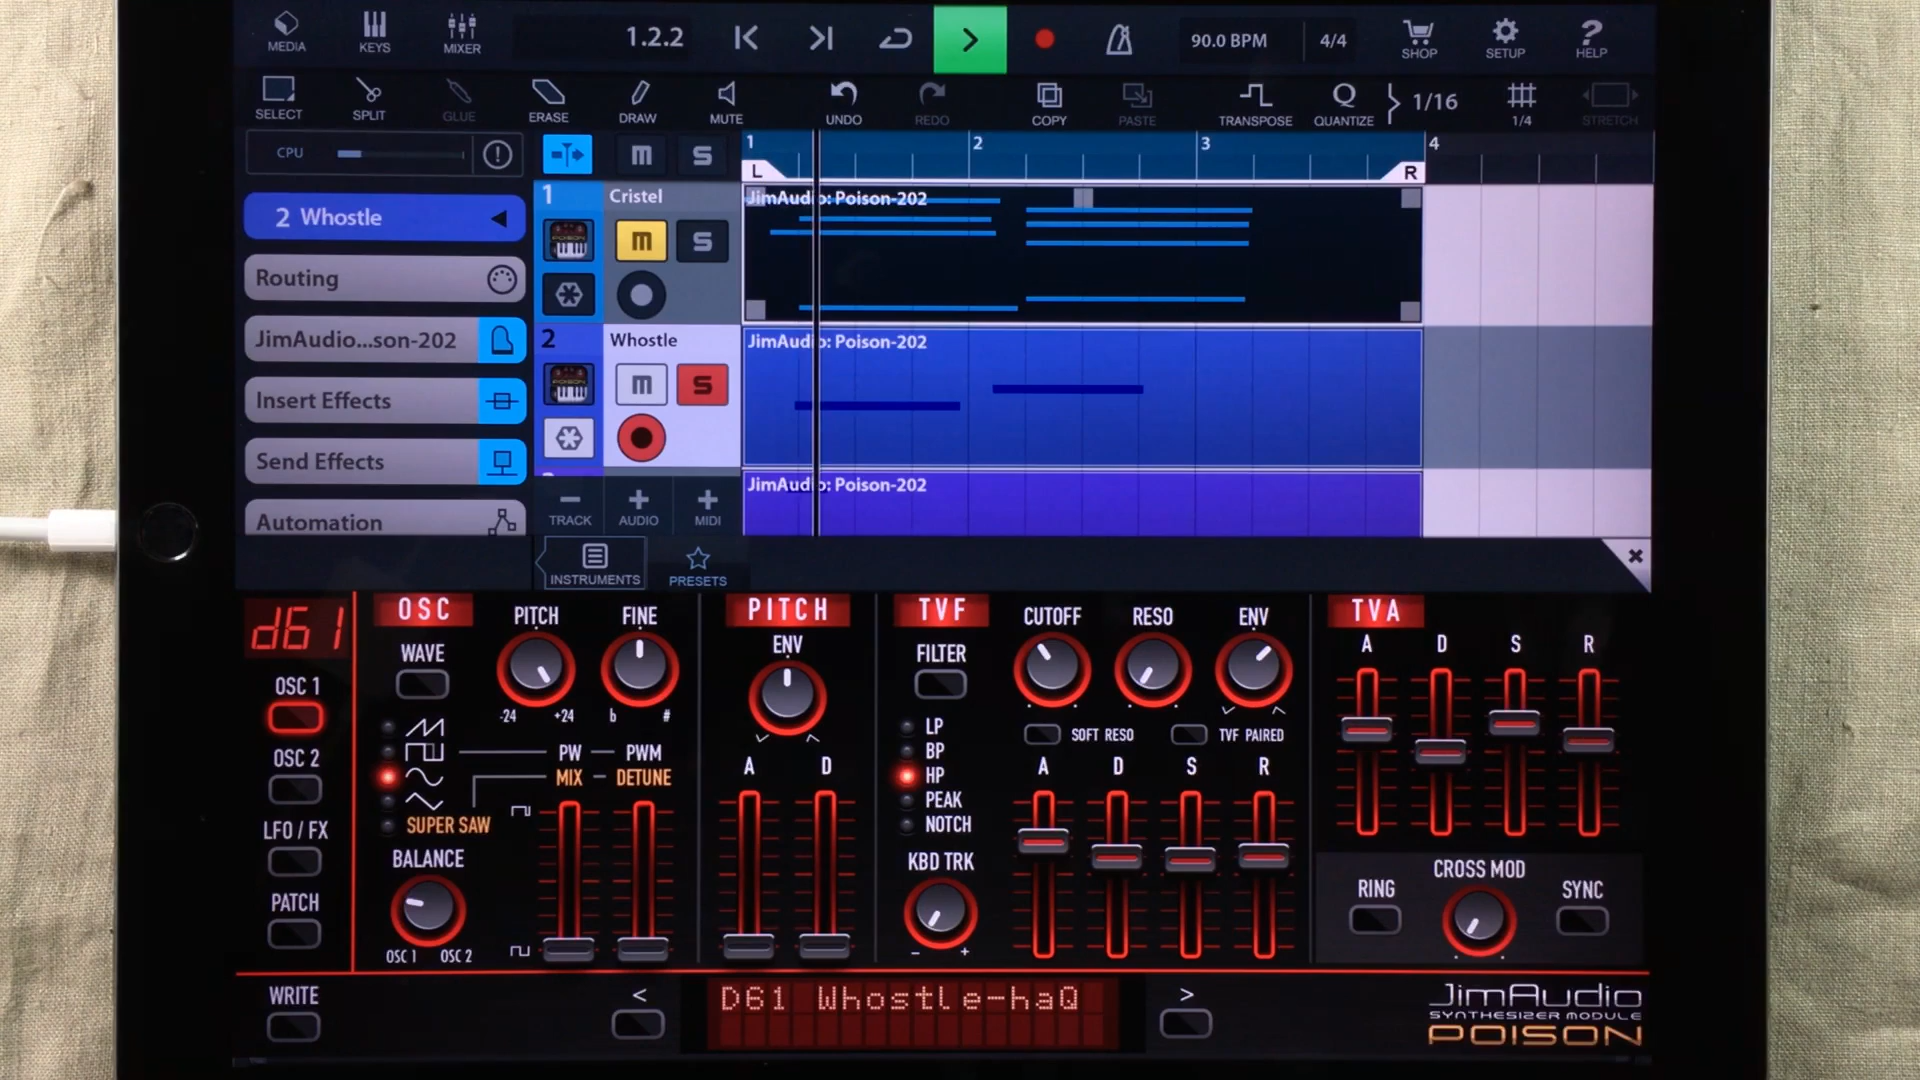 MEDIA
KEYS
MIXER
1.2.2
90.0 BPM
4/4
SHOP
SETUP
HELP
SELECT
SPLIT
GLUE
ERASE
DRAW
MUTE
UNDO
REDO
COPY
PASTE
TRANSPOSE
QUANTIZE
1/16
1/4
STRETCH
CPU
m
S
1
2
3
4
L
R
2 Whostle
Routing
JimAudio...son-202
Insert Effects
Send Effects
Automation
1
Cristel
m
S
JimAudio: Poison-202
2
Whostle
m
S
JimAudio: Poison-202
JimAudio: Poison-202
TRACK
AUDIO
MIDI
INSTRUMENTS
PRESETS
d61
OSC
PITCH
FINE
WAVE
-24
+24
b
#
PITCH
ENV
TVF
CUTOFF
RESO
ENV
FILTER
TVA
A
D
S
R
OSC 1
OSC 2
LFO / FX
PATCH
PW
PWM
MIX
DETUNE
SUPER SAW
BALANCE
OSC 1
OSC 2
A
D
LP
BP
HP
PEAK
NOTCH
KBD TRK
-
+
SOFT RESO
TVF PAIRED
A
D
S
R
RING
CROSS MOD
SYNC
WRITE
<
D61 Whostle-haQ
>
JimAudio
SYNTHESIZER MODULE
POISON